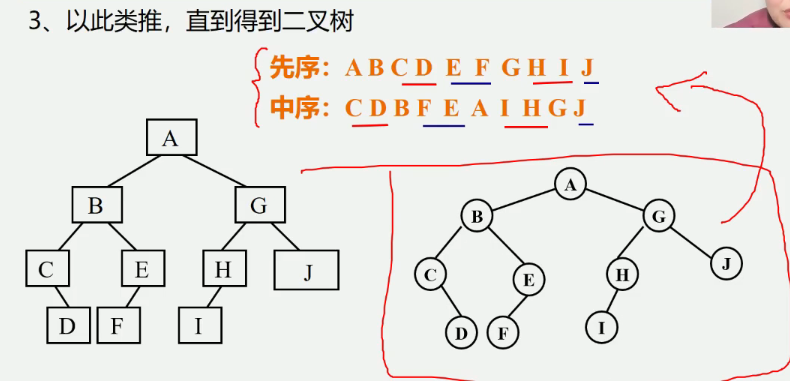 3、以此类推，直到得到二叉树
先序：A B C D E F G H I J
中序：C D B F E A I H G J
A
B G
C E H J
D F I
A
B G
C E H J
D F I